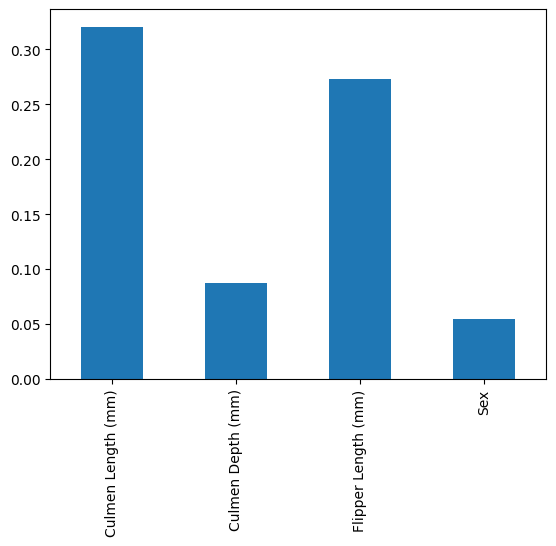 0.30
0.25
0.20
0.15
0.10
0.05
0.00
Culmen Length (mm)
Culmen Depth (mm)
Flipper Length (mm)
Sex